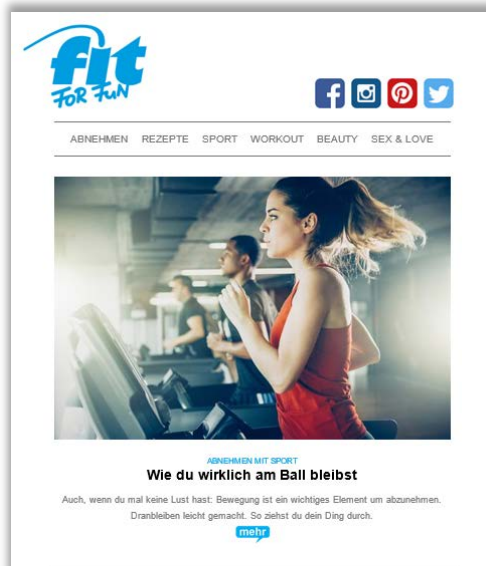 fit
FOR FUN
ABNEHMEN REZEPTE SPORT WORKOUT BEAUTY SEX & LOVE
ABNEHMEN MIT SPORT
Wie du wirklich am Ball bleibst
Auch, wenn du mal keine Lust hast: Bewegung ist ein wichtiges Element um abzunehmen.
Dranbleiben leicht gemacht. So ziehst du dein Ding durch.
mehr